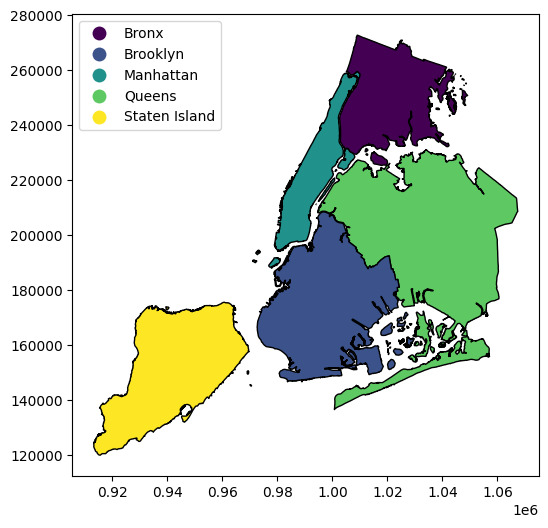 Bronx
Brooklyn
Manhattan
Queens
Staten Island
280000
260000
240000
220000
200000
180000
160000
140000
120000
0.92 0.94 0.96 0.98 1.00 1.02 1.04 1.06
1e6